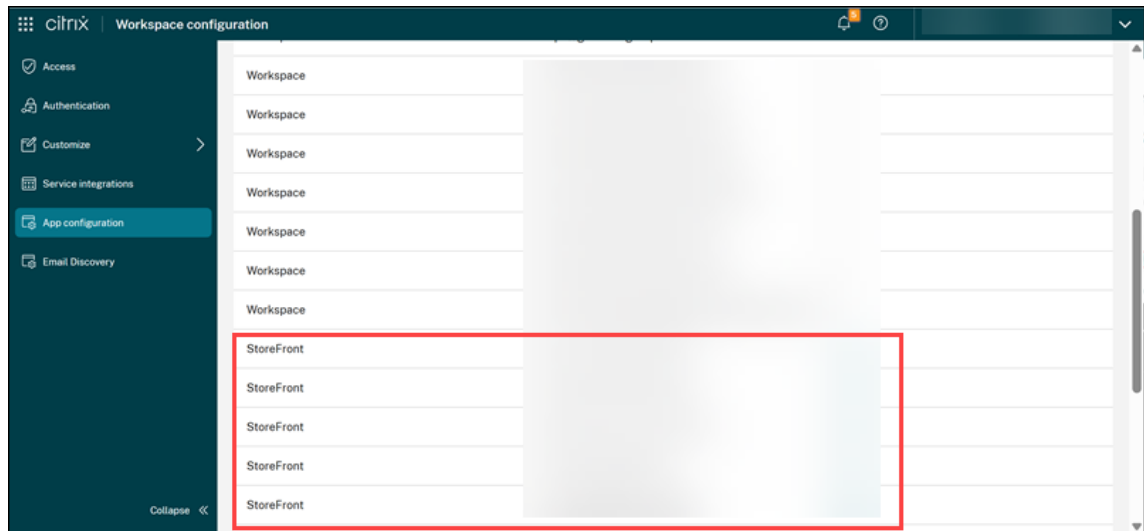 citrix Workspace configuration 5
Access
Authentication
Customize
Service integrations
App configuration
Email Discovery
Collapse
Workspace
Workspace
Workspace
Workspace
Workspace
Workspace
Workspace
StoreFront
StoreFront
StoreFront
StoreFront
StoreFront